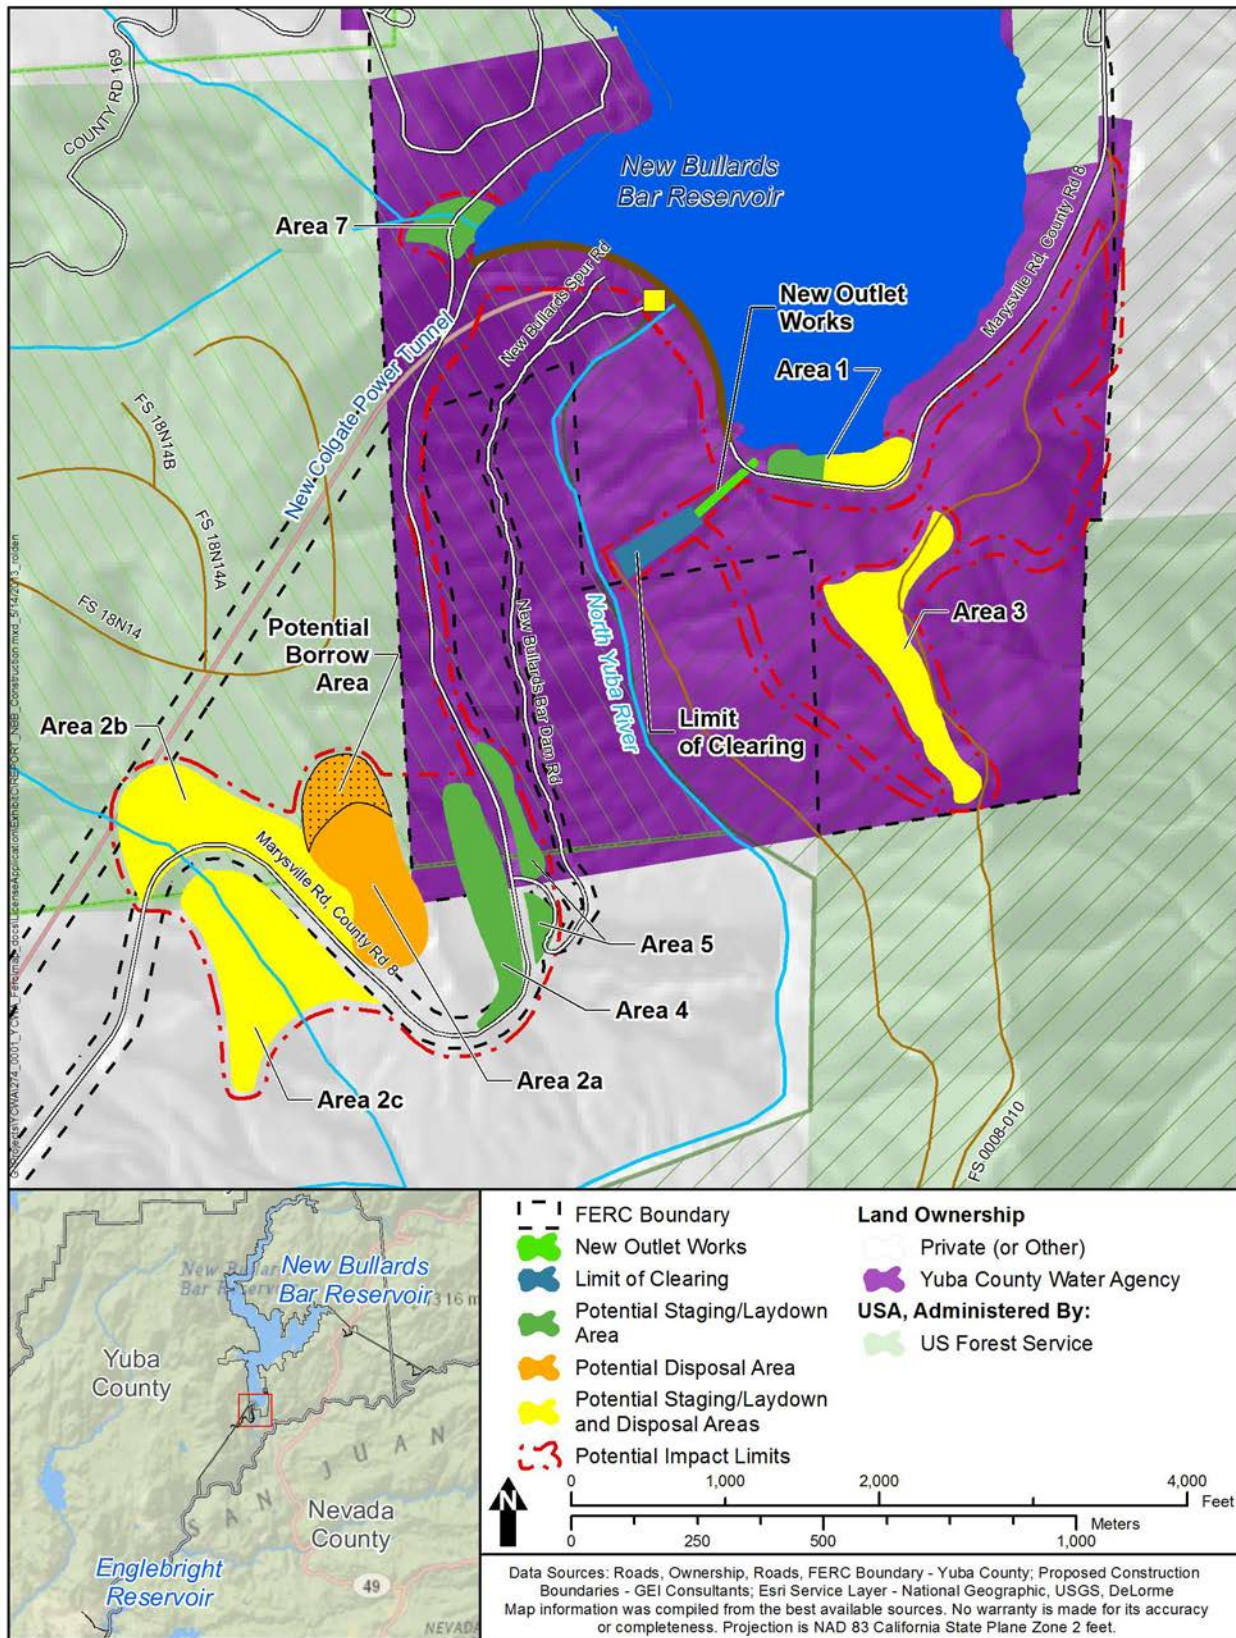 COUNTY RD 169
New Bullards
Bar Reservoir
Area 7
Marysville Rd, County Rd 8
New Bullards Spur Rd
New Outlet
Works
Area 1
New Colgate Power Tunnel
FS 18N14B
FS 18N14A
FS 18N14
Potential
Borrow
Area
New Bullards Bar Dam Rd
North Yuba River
Area 3
Limit
of Clearing
Area 2b
Marysville Rd, County Rd 8
Area 5
Area 4
Area 2a
Area 2c
FS 0008-010
New Bullards
Bar Reservoir
Yuba
County
SAN JUAN
Nevada
County
Englebright
Reservoir
49
NEVADA
FERC Boundary
New Outlet Works
Limit of Clearing
Potential Staging/Laydown
Area
Potential Disposal Area
Potential Staging/Laydown
and Disposal Areas
Potential Impact Limits
Land Ownership
Private (or Other)
Yuba County Water Agency
USA, Administered By:
US Forest Service
N
0 1,000 2,000 4,000
Feet
Meters
0 250 500 1,000
Data Sources: Roads, Ownership, Roads, FERC Boundary - Yuba County; Proposed Construction
Boundaries - GEI Consultants; Esri Service Layer - National Geographic, USGS, DeLorme
Map information was compiled from the best available sources. No warranty is made for its accuracy
or completeness. Projection is NAD 83 California State Plane Zone 2 feet.